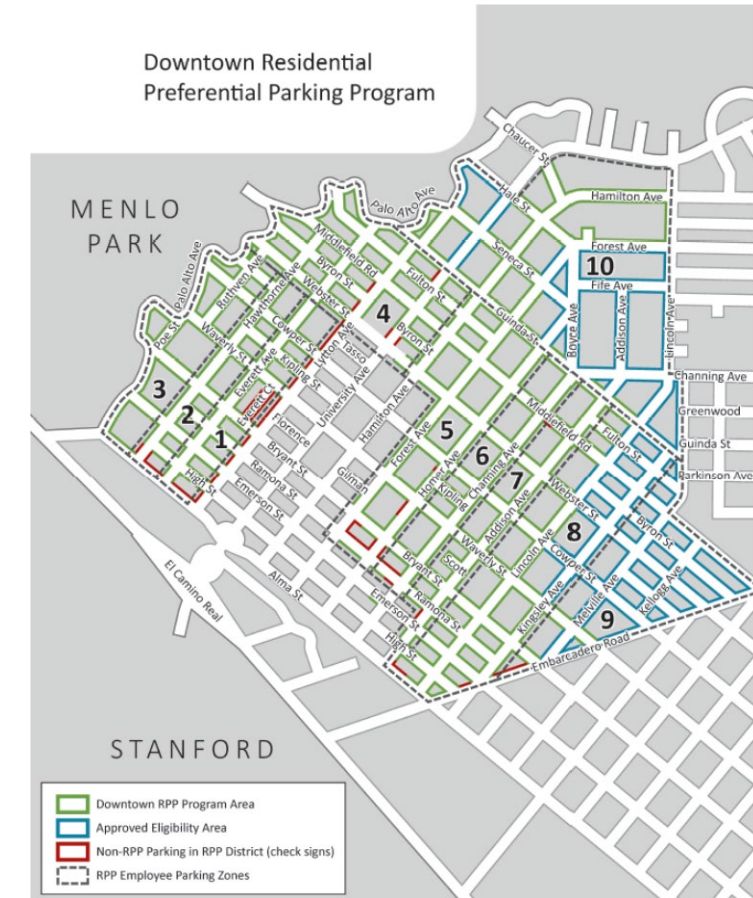 Downtown Residential
Preferential Parking Program
MENLO
PARK
STANFORD
Chaucer St
Hale St
Palo Alto Ave
Hamilton Ave
Palo Alto Ave
Middlefield Rd
Byron St
Seneca St
Forest Ave
10
Fife Ave
Ruthven Ave
Hawthorne Ave
Webster St
Fulton St
Guinda St
Boyce Ave
Addison Ave
Lincoln Ave
Poe St
Waverly St
Cowper St
Lytton Ave
4
Byron St
Tasso
Everett Ave
Kipling St
University Ave
Channing Ave
3
2
1
Everett Ct
Florence
Hamilton Ave
Middlefield Rd
Greenwood
Bryant St
Forest Ave
5
Fulton St
Guinda St
Ramona St
Homer Ave
6
Channing Ave
7
Parkinson Ave
High St
Emerson St
Gilman
Kipling
Addison Ave
Webster St
Byron St
8
Waverly St
Lincoln Ave
Cowper St
Bryant St
Scott
Kingsley Ave
Melville Ave
Kellogg Ave
El Camino Real
Alma St
Emerson St
Ramona St
9
High St
Embarcadero Road
Downtown RPP Program Area
Approved Eligibility Area
Non-RPP Parking in RPP District (check signs)
RPP Employee Parking Zones